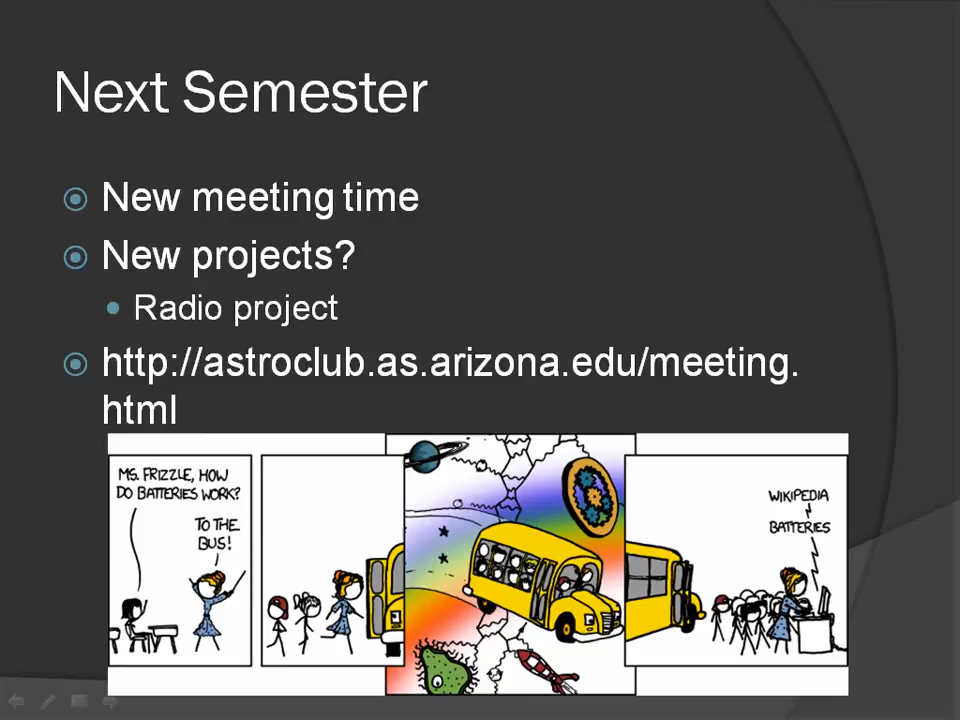 Next Semester
New meeting time
New projects?
Radio project
http://astroclub.as.arizona.edu/meeting.
html
MS. FRIZZLE, HOW
DO BATTERIES WORK?
TO THE
BUS!
WIKIPEDIA
BATTERIES